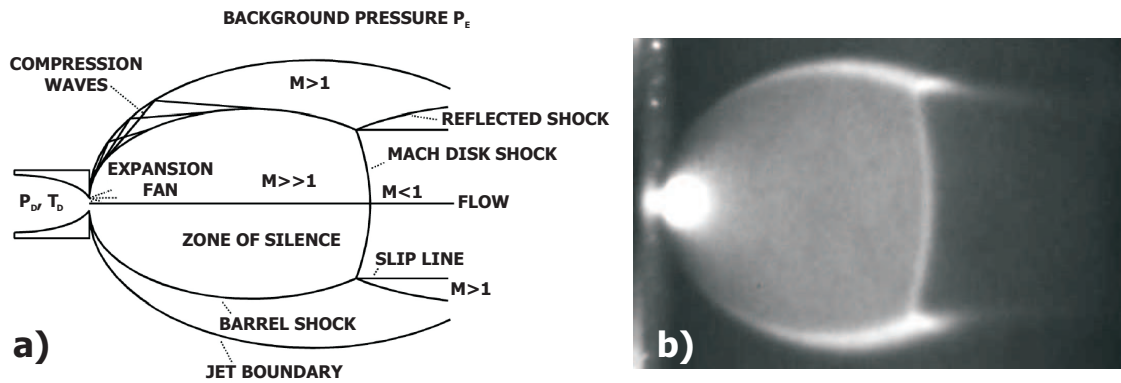 BACKGROUND PRESSURE P_E
COMPRESSION
WAVES
M>1
REFLECTED SHOCK
MACH DISK SHOCK
EXPANSION
FAN
M>>1
M<1
P_D, T_D
FLOW
ZONE OF SILENCE
SLIP LINE
M>1
BARREL SHOCK
JET BOUNDARY
a)
b)